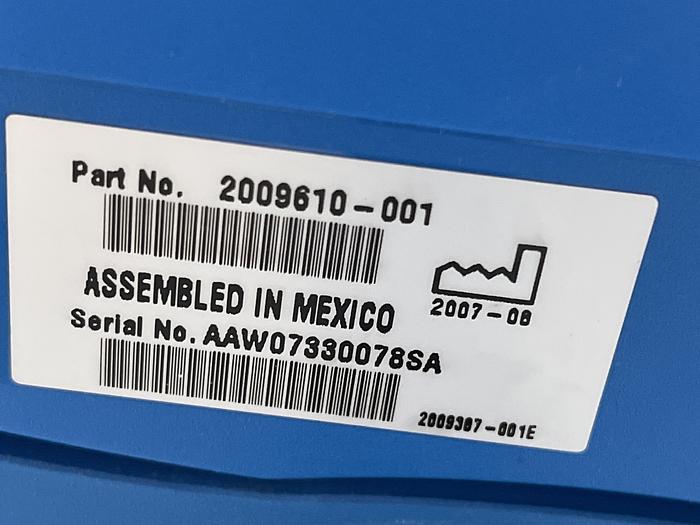 Part No. 2009610-001
2007-08
ASSEMBLED IN MEXICO
Serial No. AAW07330078SA
2009387-001E